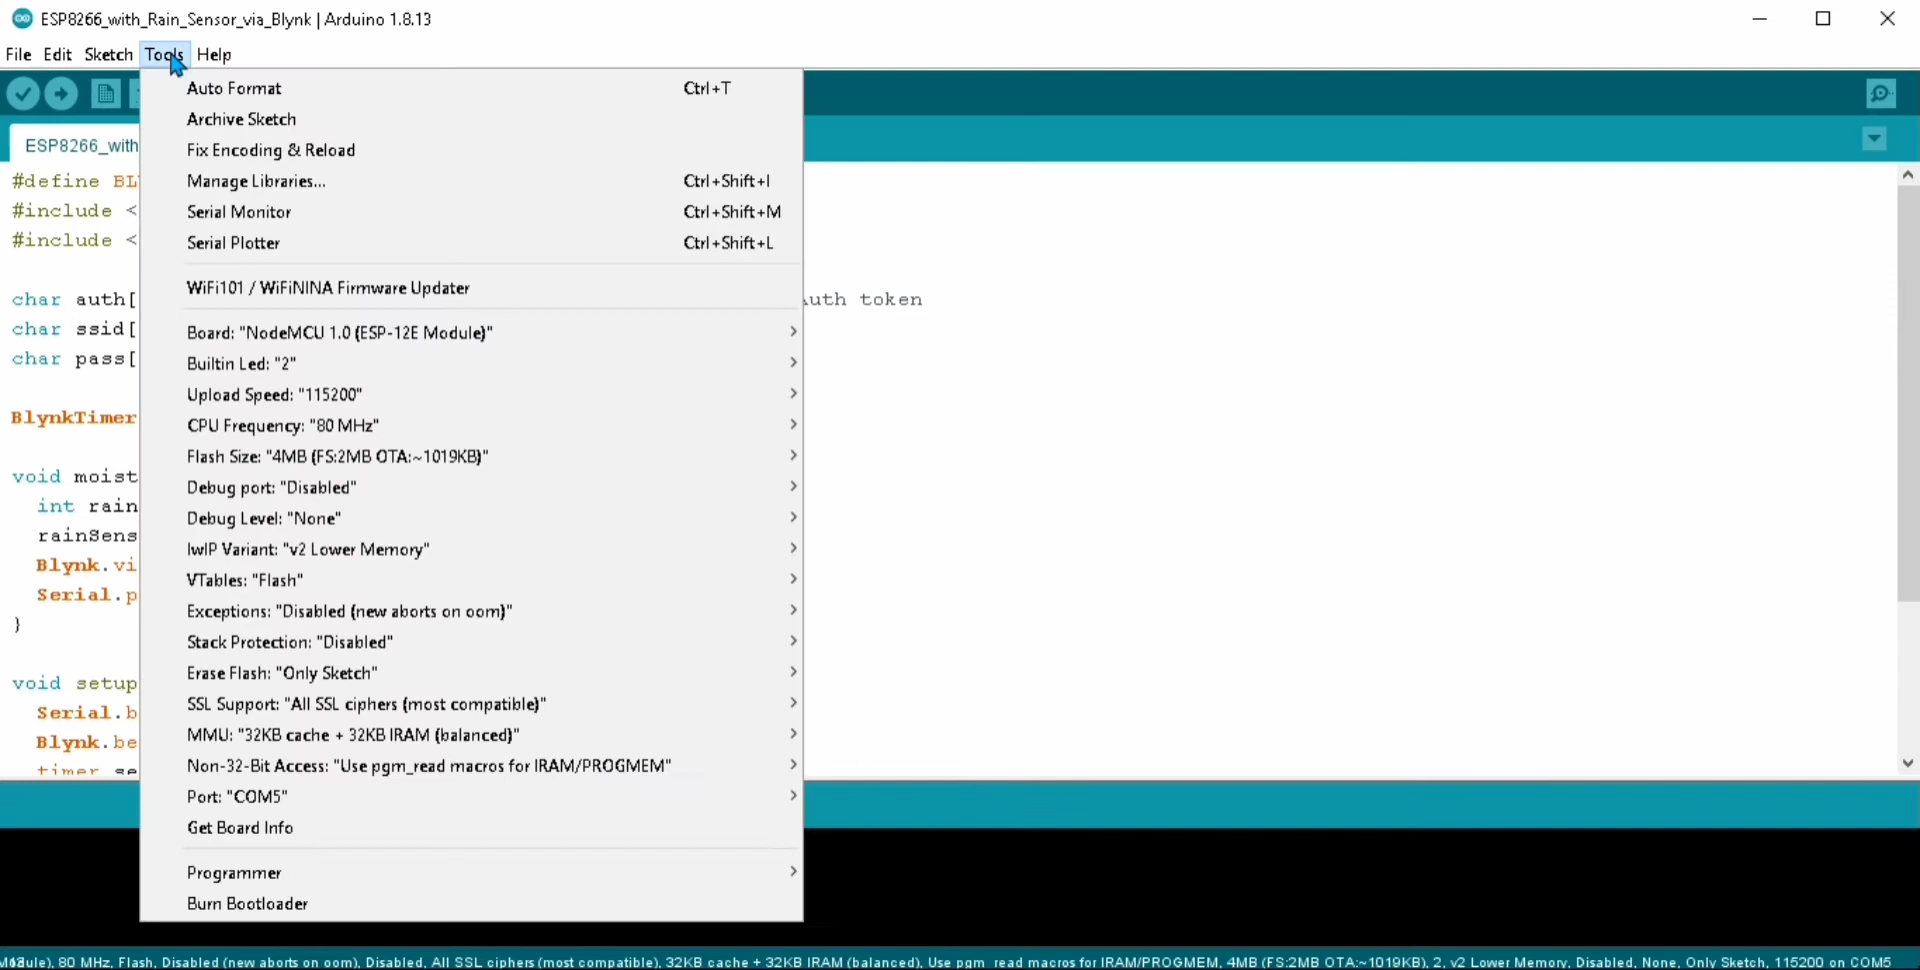 ESP8266_with_Rain_Sensor_via_Blynk | Arduino 1.8.13
File Edit Sketch Tools Help
Auto Format Ctrl+T
Archive Sketch
ESP8266_with
Fix Encoding & Reload
#define BL
Manage Libraries... Ctrl+Shift+I
#include <
Serial Monitor Ctrl+Shift+M
#include <
Serial Plotter Ctrl+Shift+L
WiFi101 / WiFiNINA Firmware Updater
char auth[ Auth token
char ssid[
Board: "NodeMCU 1.0 (ESP-12E Module)"
char pass[
Builtin Led: "2"
Upload Speed: "115200"
BlynkTimer
CPU Frequency: "80 MHz"
Flash Size: "4MB (FS:2MB OTA:~1019KB)"
void moist
Debug port: "Disabled"
int rain
Debug Level: "None"
rainSens
lwIP Variant: "v2 Lower Memory"
Blynk.vi
VTables: "Flash"
Serial.p
Exceptions: "Disabled (new aborts on oom)"
}
Stack Protection: "Disabled"
Erase Flash: "Only Sketch"
void setup
SSL Support: "All SSL ciphers (most compatible)"
Serial.b
MMU: "32KB cache + 32KB IRAM (balanced)"
Blynk.be
Non-32-Bit Access: "Use pgm_read macros for IRAM/PROGMEM"
timer se
Port: "COM5"
Get Board Info
Programmer
Burn Bootloader
Module), 80 MHz, Flash, Disabled (new aborts on oom), Disabled, All SSL ciphers (most compatible), 32KB cache + 32KB IRAM (balanced), Use pgm_read macros for IRAM/PROGMEM, 4MB (FS:2MB OTA:~1019KB), 2, v2 Lower Memory, Disabled, None, Only Sketch, 115200 on COM5